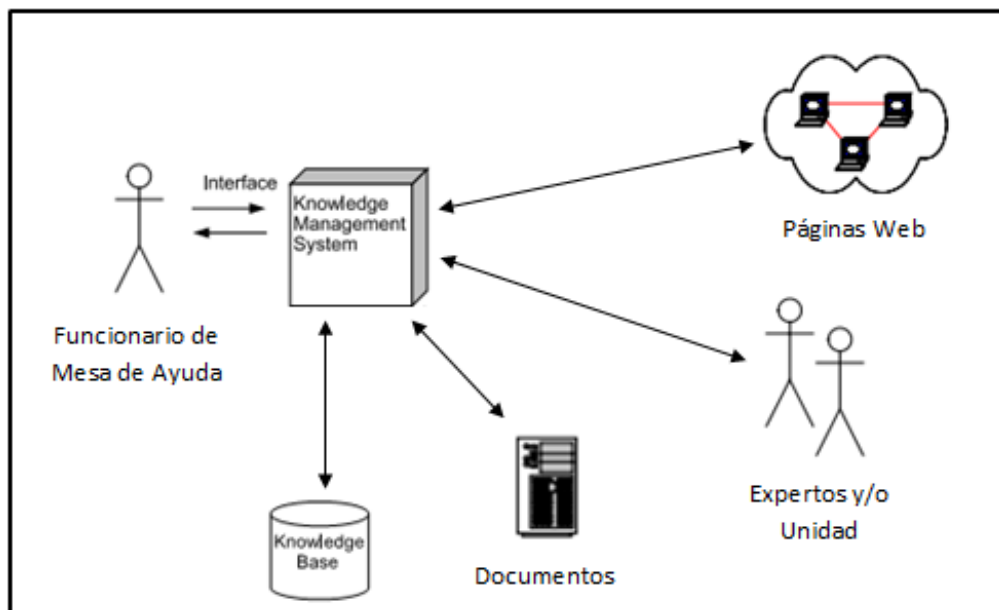 Interface
Knowledge
Management
System
Páginas Web
Funcionario de
Mesa de Ayuda
Knowledge
Base
Documentos
Expertos y/o
Unidad